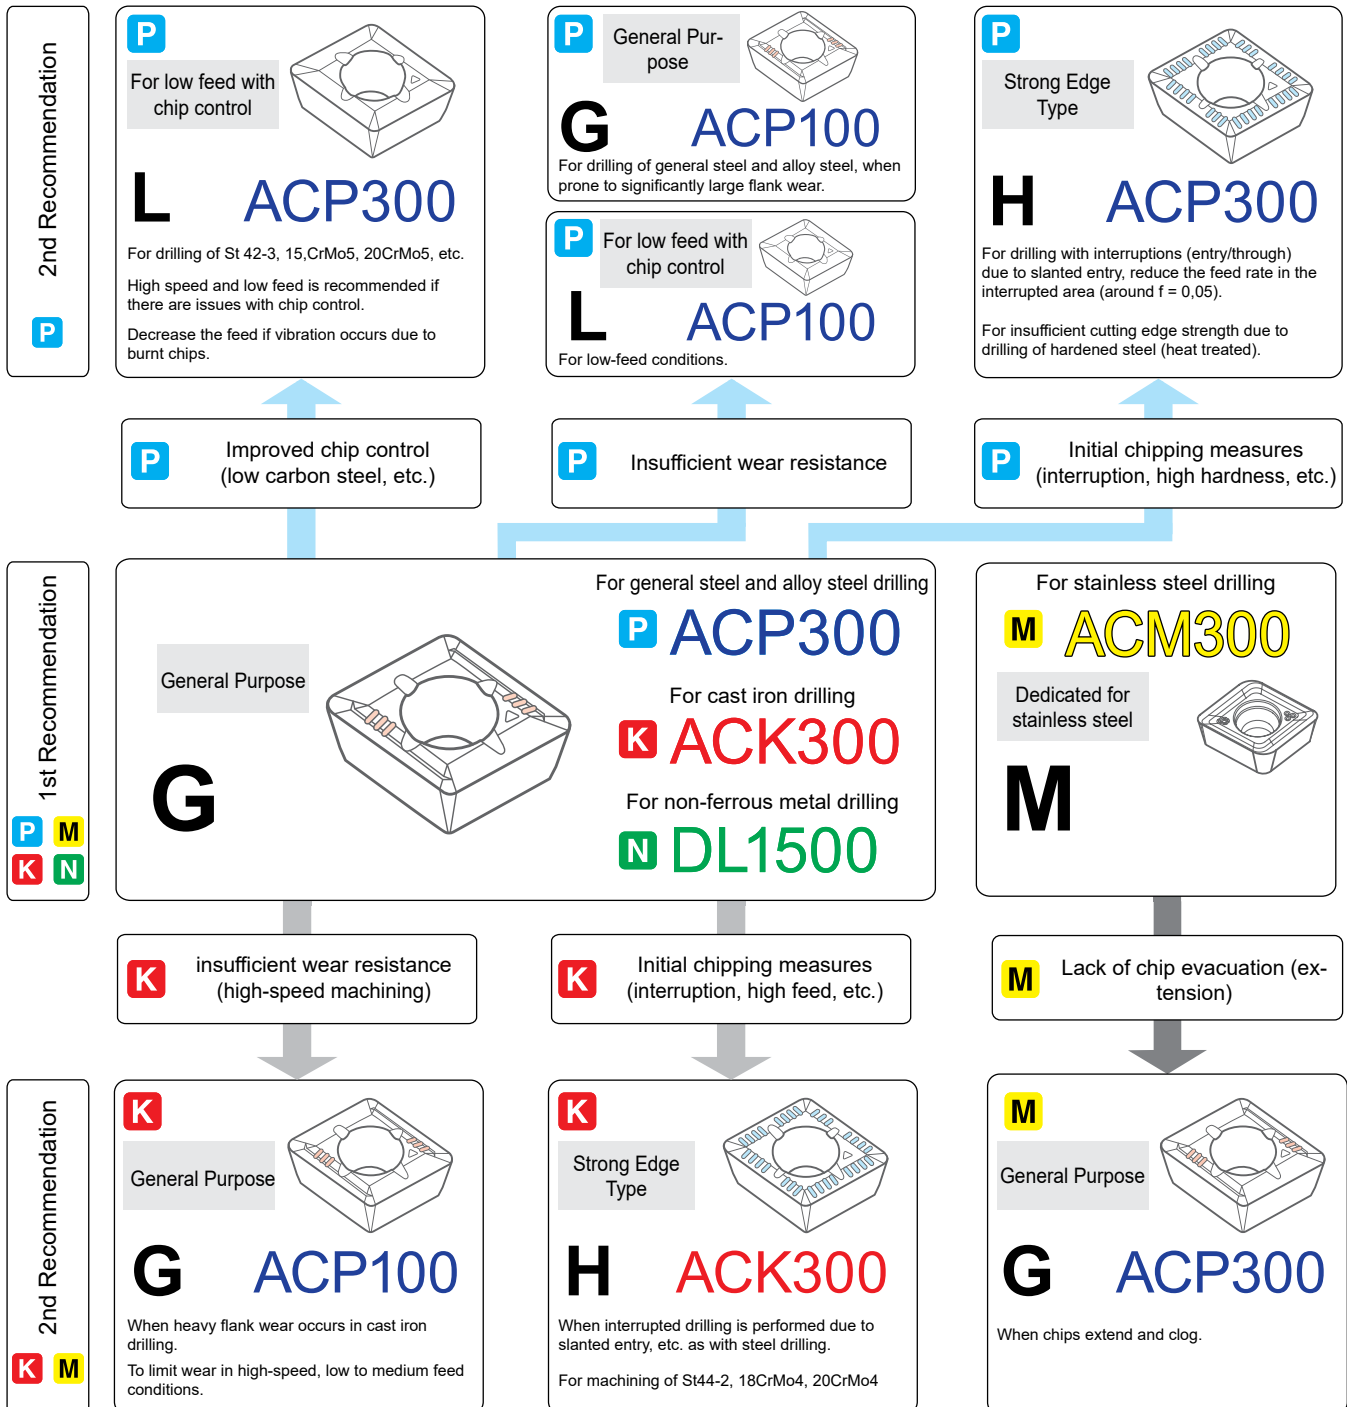 2nd Recommendation
P
P
For low feed with
chip control
L
ACP300
For drilling of St 42-3, 15,CrMo5, 20CrMo5, etc.
High speed and low feed is recommended if
there are issues with chip control.
Decrease the feed if vibration occurs due to
burnt chips.
P
General Pur-
pose
G
ACP100
For drilling of general steel and alloy steel, when
prone to significantly large flank wear.
P
For low feed with
chip control
L
ACP100
For low-feed conditions.
P
Strong Edge
Type
H
ACP300
For drilling with interruptions (entry/through)
due to slanted entry, reduce the feed rate in the
interrupted area (around f = 0,05).
For insufficient cutting edge strength due to
drilling of hardened steel (heat treated).
P
Improved chip control
(low carbon steel, etc.)
P
Insufficient wear resistance
P
Initial chipping measures
(interruption, high hardness, etc.)
1st Recommendation
P M
K N
General Purpose
G
For general steel and alloy steel drilling
P ACP300
For cast iron drilling
K ACK300
For non-ferrous metal drilling
N DL1500
For stainless steel drilling
M ACM300
Dedicated for
stainless steel
M
K
insufficient wear resistance
(high-speed machining)
K
Initial chipping measures
(interruption, high feed, etc.)
M
Lack of chip evacuation (ex-
tension)
2nd Recommendation
K M
K
General Purpose
G
ACP100
When heavy flank wear occurs in cast iron
drilling.
To limit wear in high-speed, low to medium feed
conditions.
K
Strong Edge
Type
H
ACK300
When interrupted drilling is performed due to
slanted entry, etc. as with steel drilling.
For machining of St44-2, 18CrMo4, 20CrMo4
M
General Purpose
G
ACP300
When chips extend and clog.